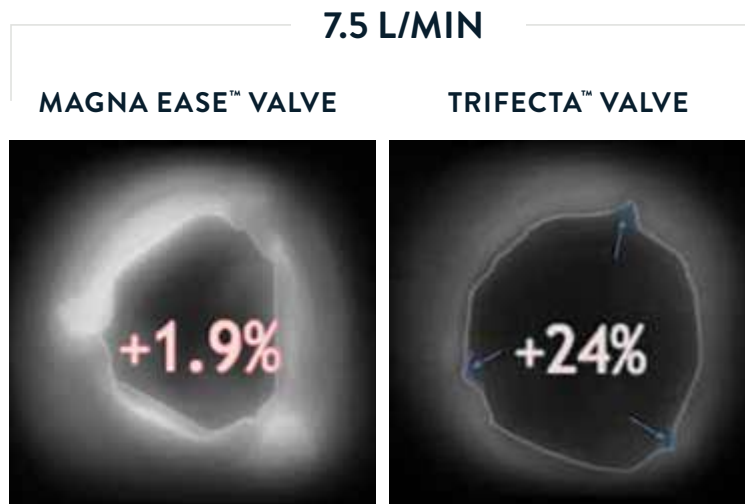 7.5 L/MIN
MAGNA EASE™ VALVE
TRIFECTA™ VALVE
+1.9%
+24%